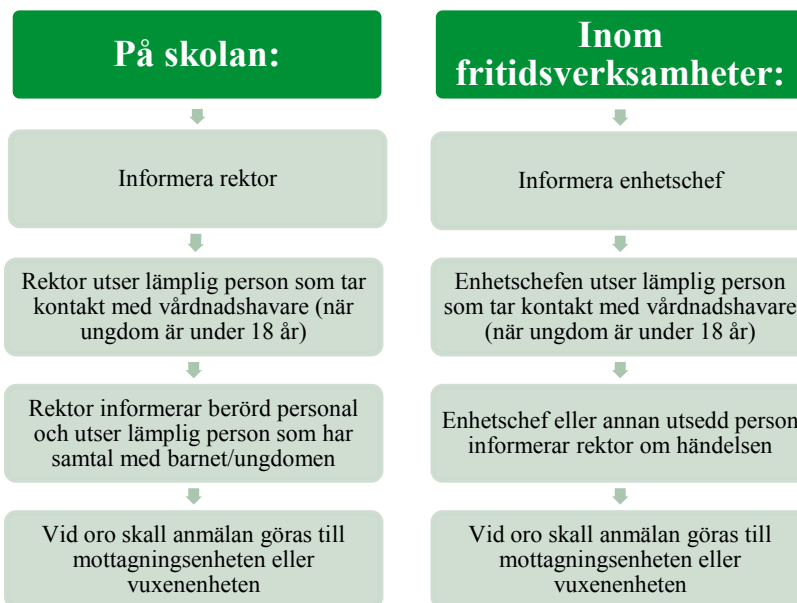 På skolan:
Informera rektor
Rektor utser lämplig person som tar
kontakt med vårdnadshavare (när
ungdom är under 18 år)
Rektor informerar berörd personal
och utser lämplig person som har
samtal med barnet/ungdomen
Vid oro skall anmälan göras till
mottagningsenheten eller
vuxenenheten
Inom
fritidsverksamheter:
Informera enhetschef
Enhetschefen utser lämplig person
som tar kontakt med vårdnadshavare
(när ungdom är under 18 år)
Enhetschef eller annan utsedd person
informerar rektor om händelsen
Vid oro skall anmälan göras till
mottagningsenheten eller
vuxenenheten